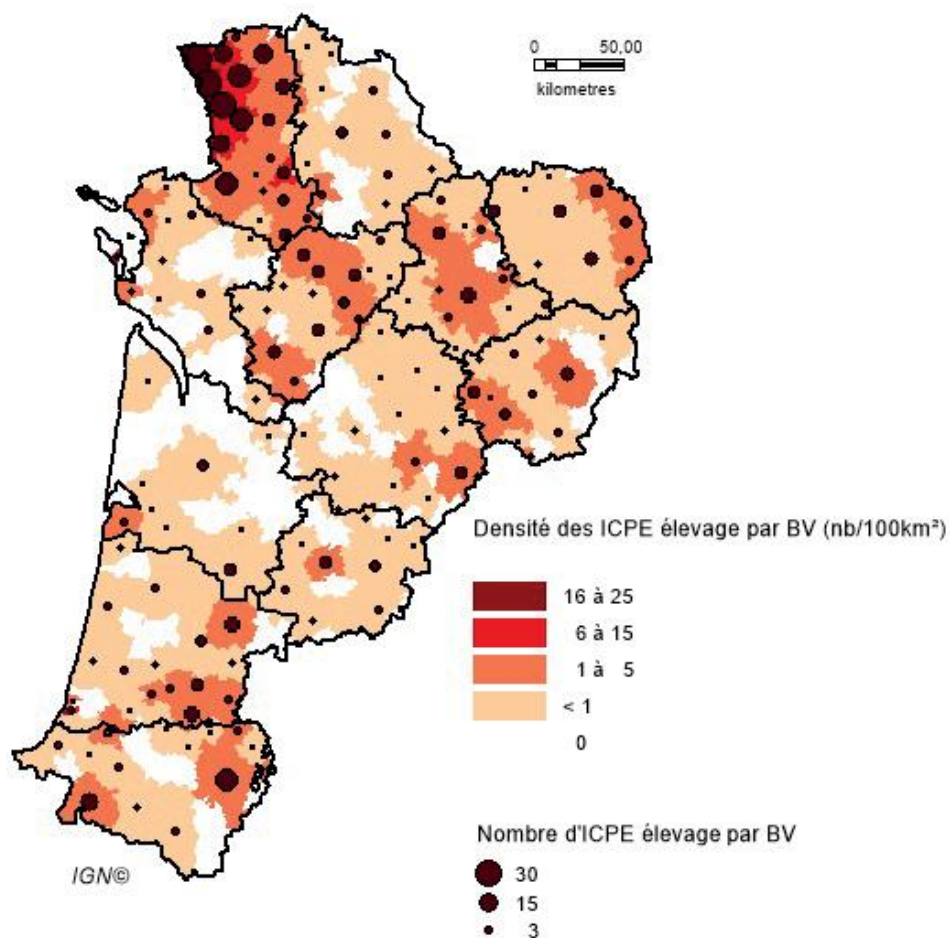 0 50,00
kilometres
Densité des ICPE élevage par BV (nb/100km²)
16 à 25
6 à 15
1 à 5
< 1
0
Nombre d'ICPE élevage par BV
30
15
3
IGN©